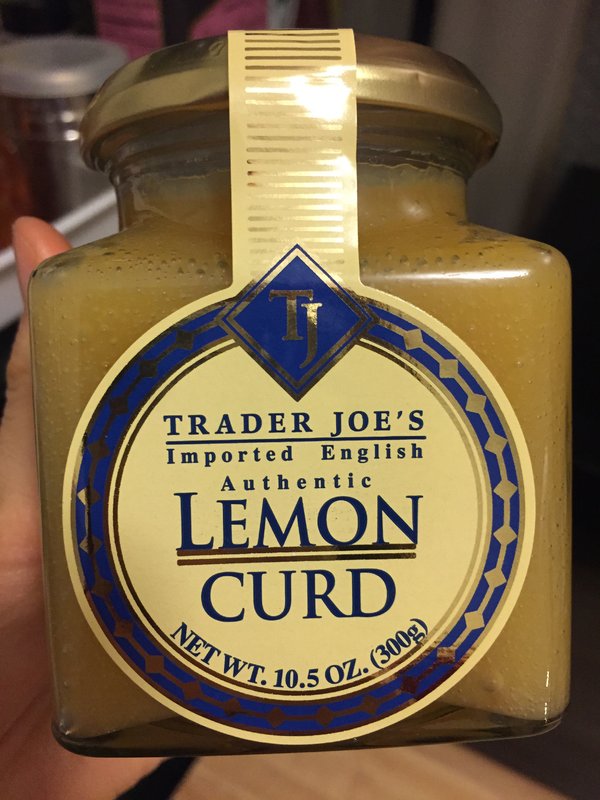 TJ
TRADER JOE'S
Imported English
Authentic
LEMON
CURD
NET WT. 10.5 OZ. (300g)